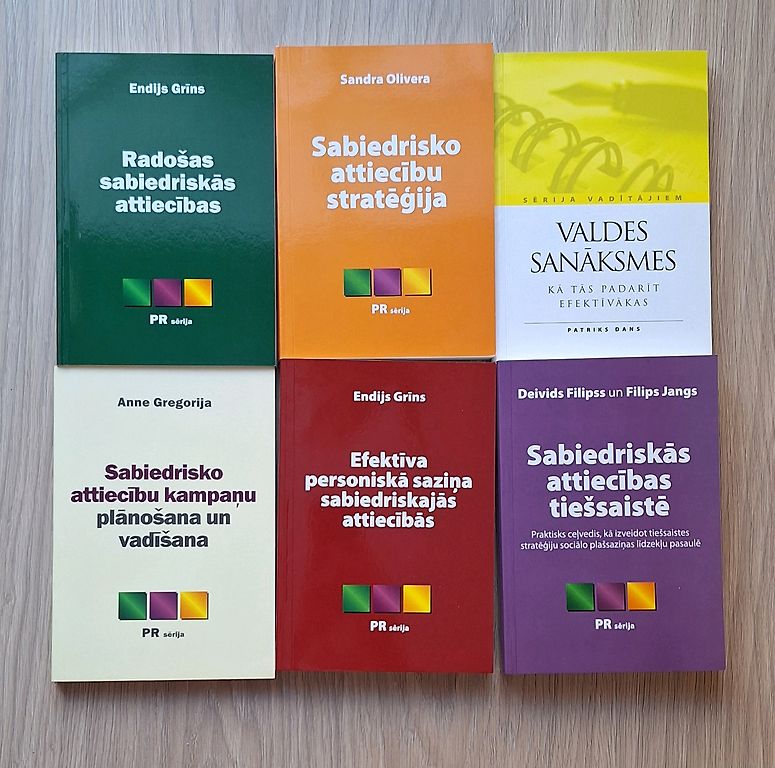 Endijs Grīns
Radošas
sabiedriskās
attiecības
PR sērija
Sandra Olivera
Sabiedrisko
attiecību
stratēģija
PR sērija
SĒRIJA VADĪTĀJIEM
VALDES
SANĀKSMES
KĀ TĀS PADARĪT
EFEKTĪVĀKAS
PATRIKS DANS
Anne Gregorija
Sabiedrisko
attiecību kampaņu
plānošana un
vadīšana
PR sērija
Endijs Grīns
Efektīva
personiskā saziņa
sabiedriskajās
attiecībās
PR sērija
Deivids Filipss un Filips Jangs
Sabiedriskās
attiecības
tiešsaistē
Praktisks ceļvedis, kā izveidot tiešsaistes
stratēģiju sociālo plašsaziņas līdzekļu pasaulē
PR sērija